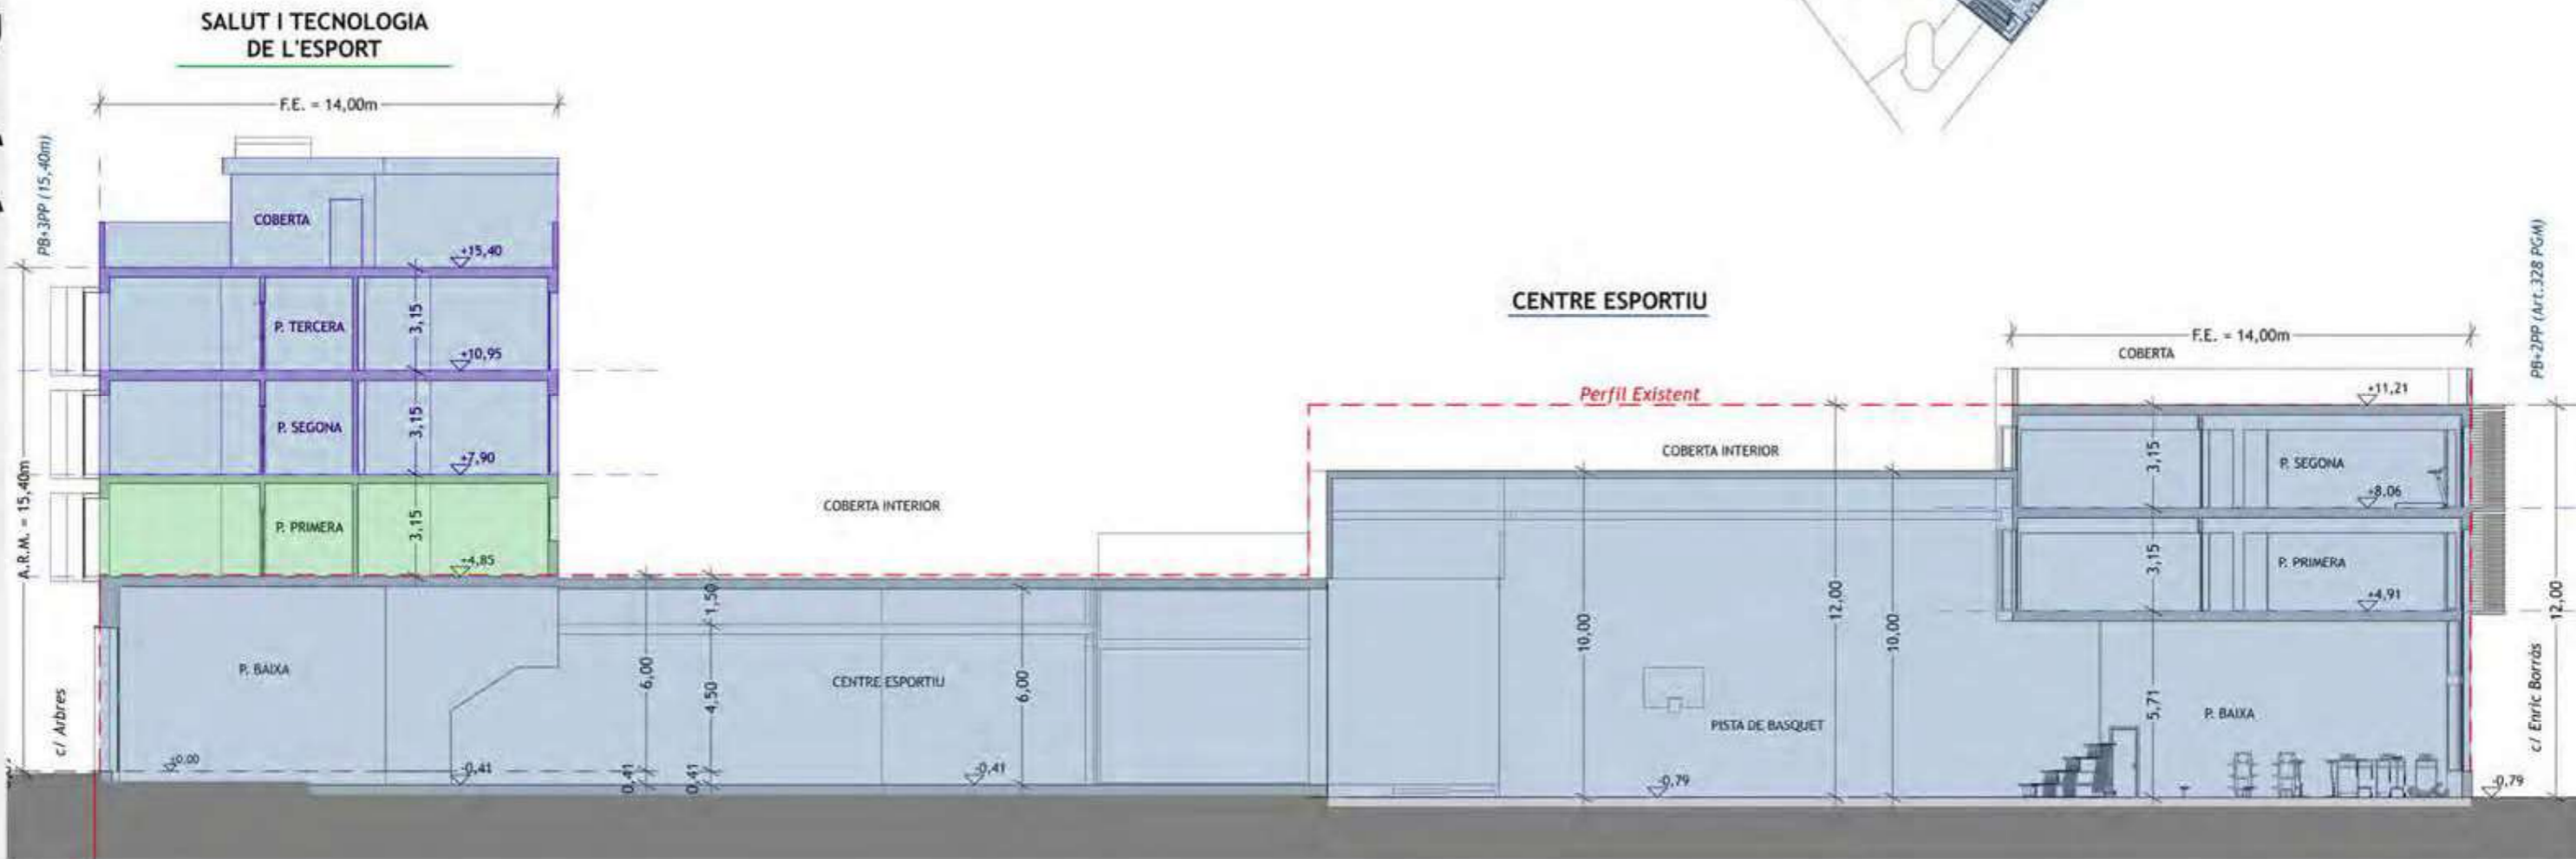 SALUT I TECNOLOGIA
DE L'ESPORT
F.E. = 14,00m
PB+3PP (15,40m)
COBERTA
+15,40
P. TERCERA
3,15
+10,95
P. SEGONA
3,15
+7,90
P. PRIMERA
3,15
+4,85
A.R.M. = 15,40m
c/ Arbres
P. BAIXA
±0,00
-0,41
COBERTA INTERIOR
6,00
0,41
1,50
4,50
0,41
CENTRE ESPORTIU
-0,41
6,00
CENTRE ESPORTIU
Perfil Existent
COBERTA INTERIOR
10,00
12,00
10,00
PISTA DE BASQUET
-0,79
F.E. = 14,00m
COBERTA
+11,21
3,15
P. SEGONA
+8,06
3,15
P. PRIMERA
+4,91
5,71
P. BAIXA
PB+2PP (Art.328 PGM)
12,00
c/ Enric Borràs
-0,79